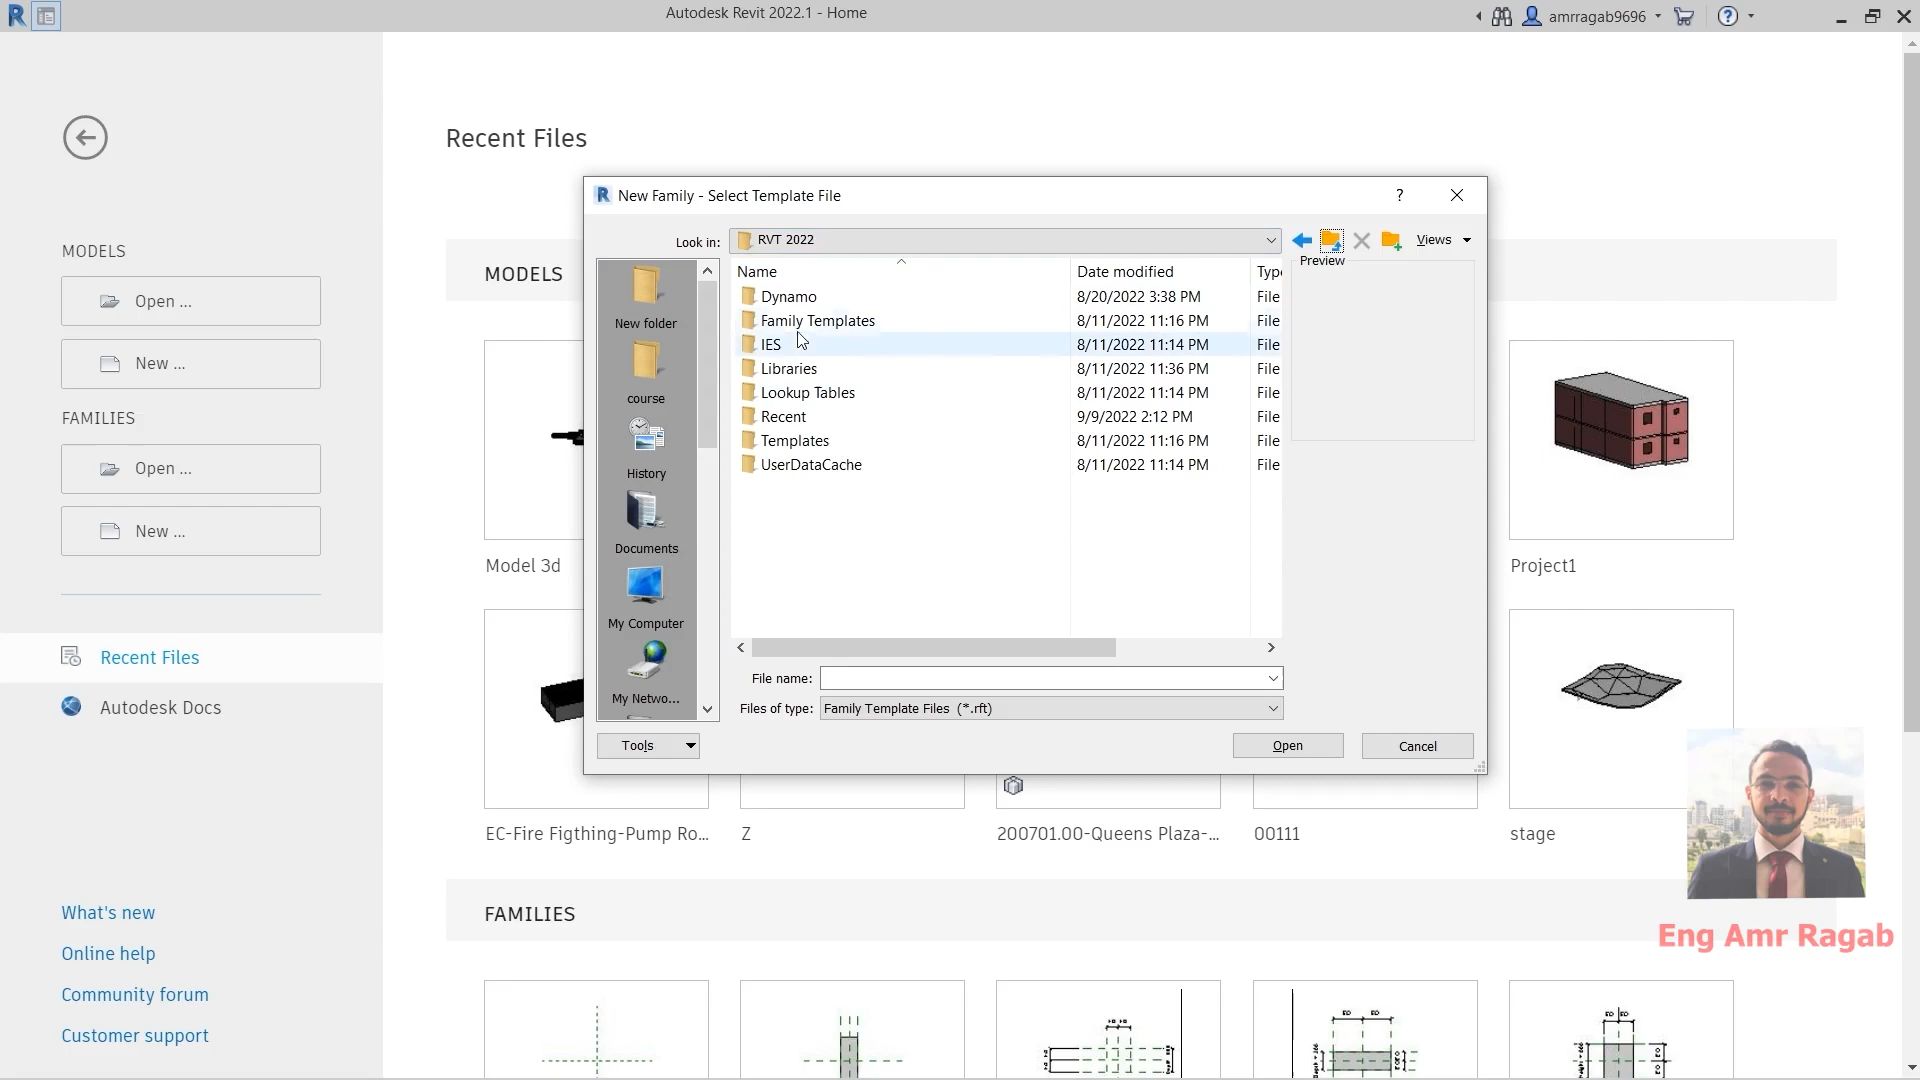 Autodesk Revit 2022.1 - Home
amrragab9696
Recent Files
MODELS
Open ...
New ...
FAMILIES
Open ...
New ...
Recent Files
Autodesk Docs
What's new
Online help
Community forum
Customer support
MODELS
New Family - Select Template File
?
Look in:
RVT 2022
Views
Preview
New folder
course
History
Documents
My Computer
My Netwo...
Name Date modified Type
Dynamo 8/20/2022 3:38 PM File
Family Templates 8/11/2022 11:16 PM File
IES 8/11/2022 11:14 PM File
Libraries 8/11/2022 11:36 PM File
Lookup Tables 8/11/2022 11:14 PM File
Recent 9/9/2022 2:12 PM File
Templates 8/11/2022 11:16 PM File
UserDataCache 8/11/2022 11:14 PM File
File name:
Files of type: Family Template Files (*.rft)
Tools
Open
Cancel
Model 3d
Project1
EC-Fire Figthing-Pump Ro...
Z
200701.00-Queens Plaza-...
00111
stage
Eng Amr Ragab
FAMILIES